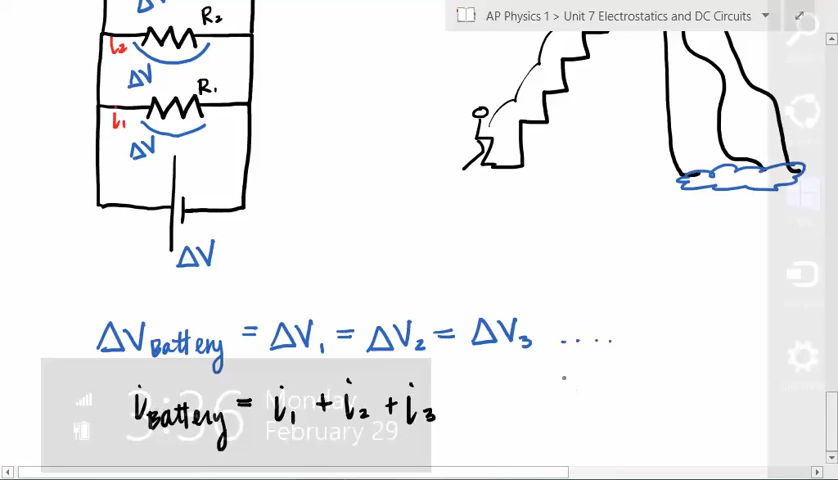 AP Physics 1 > Unit 7 Electrostatics and DC Circuits
ΔV
R₂
i₂
ΔV
R₁
i₁
ΔV
ΔV
ΔV_Battery = ΔV₁ = ΔV₂ = ΔV₃ ....
i_Battery = i₁ + i₂ + i₃
3:36 Monday
February 29